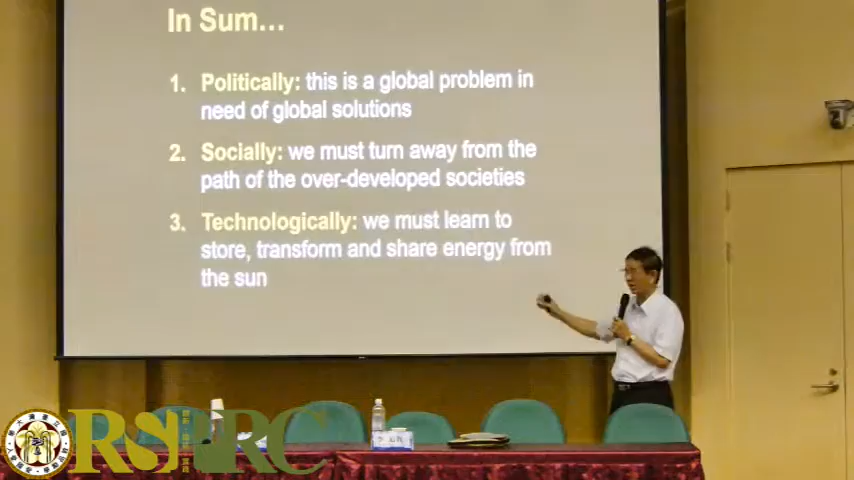 In Sum...
1. Politically: this is a global problem in
need of global solutions
2. Socially: we must turn away from the
path of the over-developed societies
3. Technologically: we must learn to
store, transform and share energy from
the sun
RSPRC